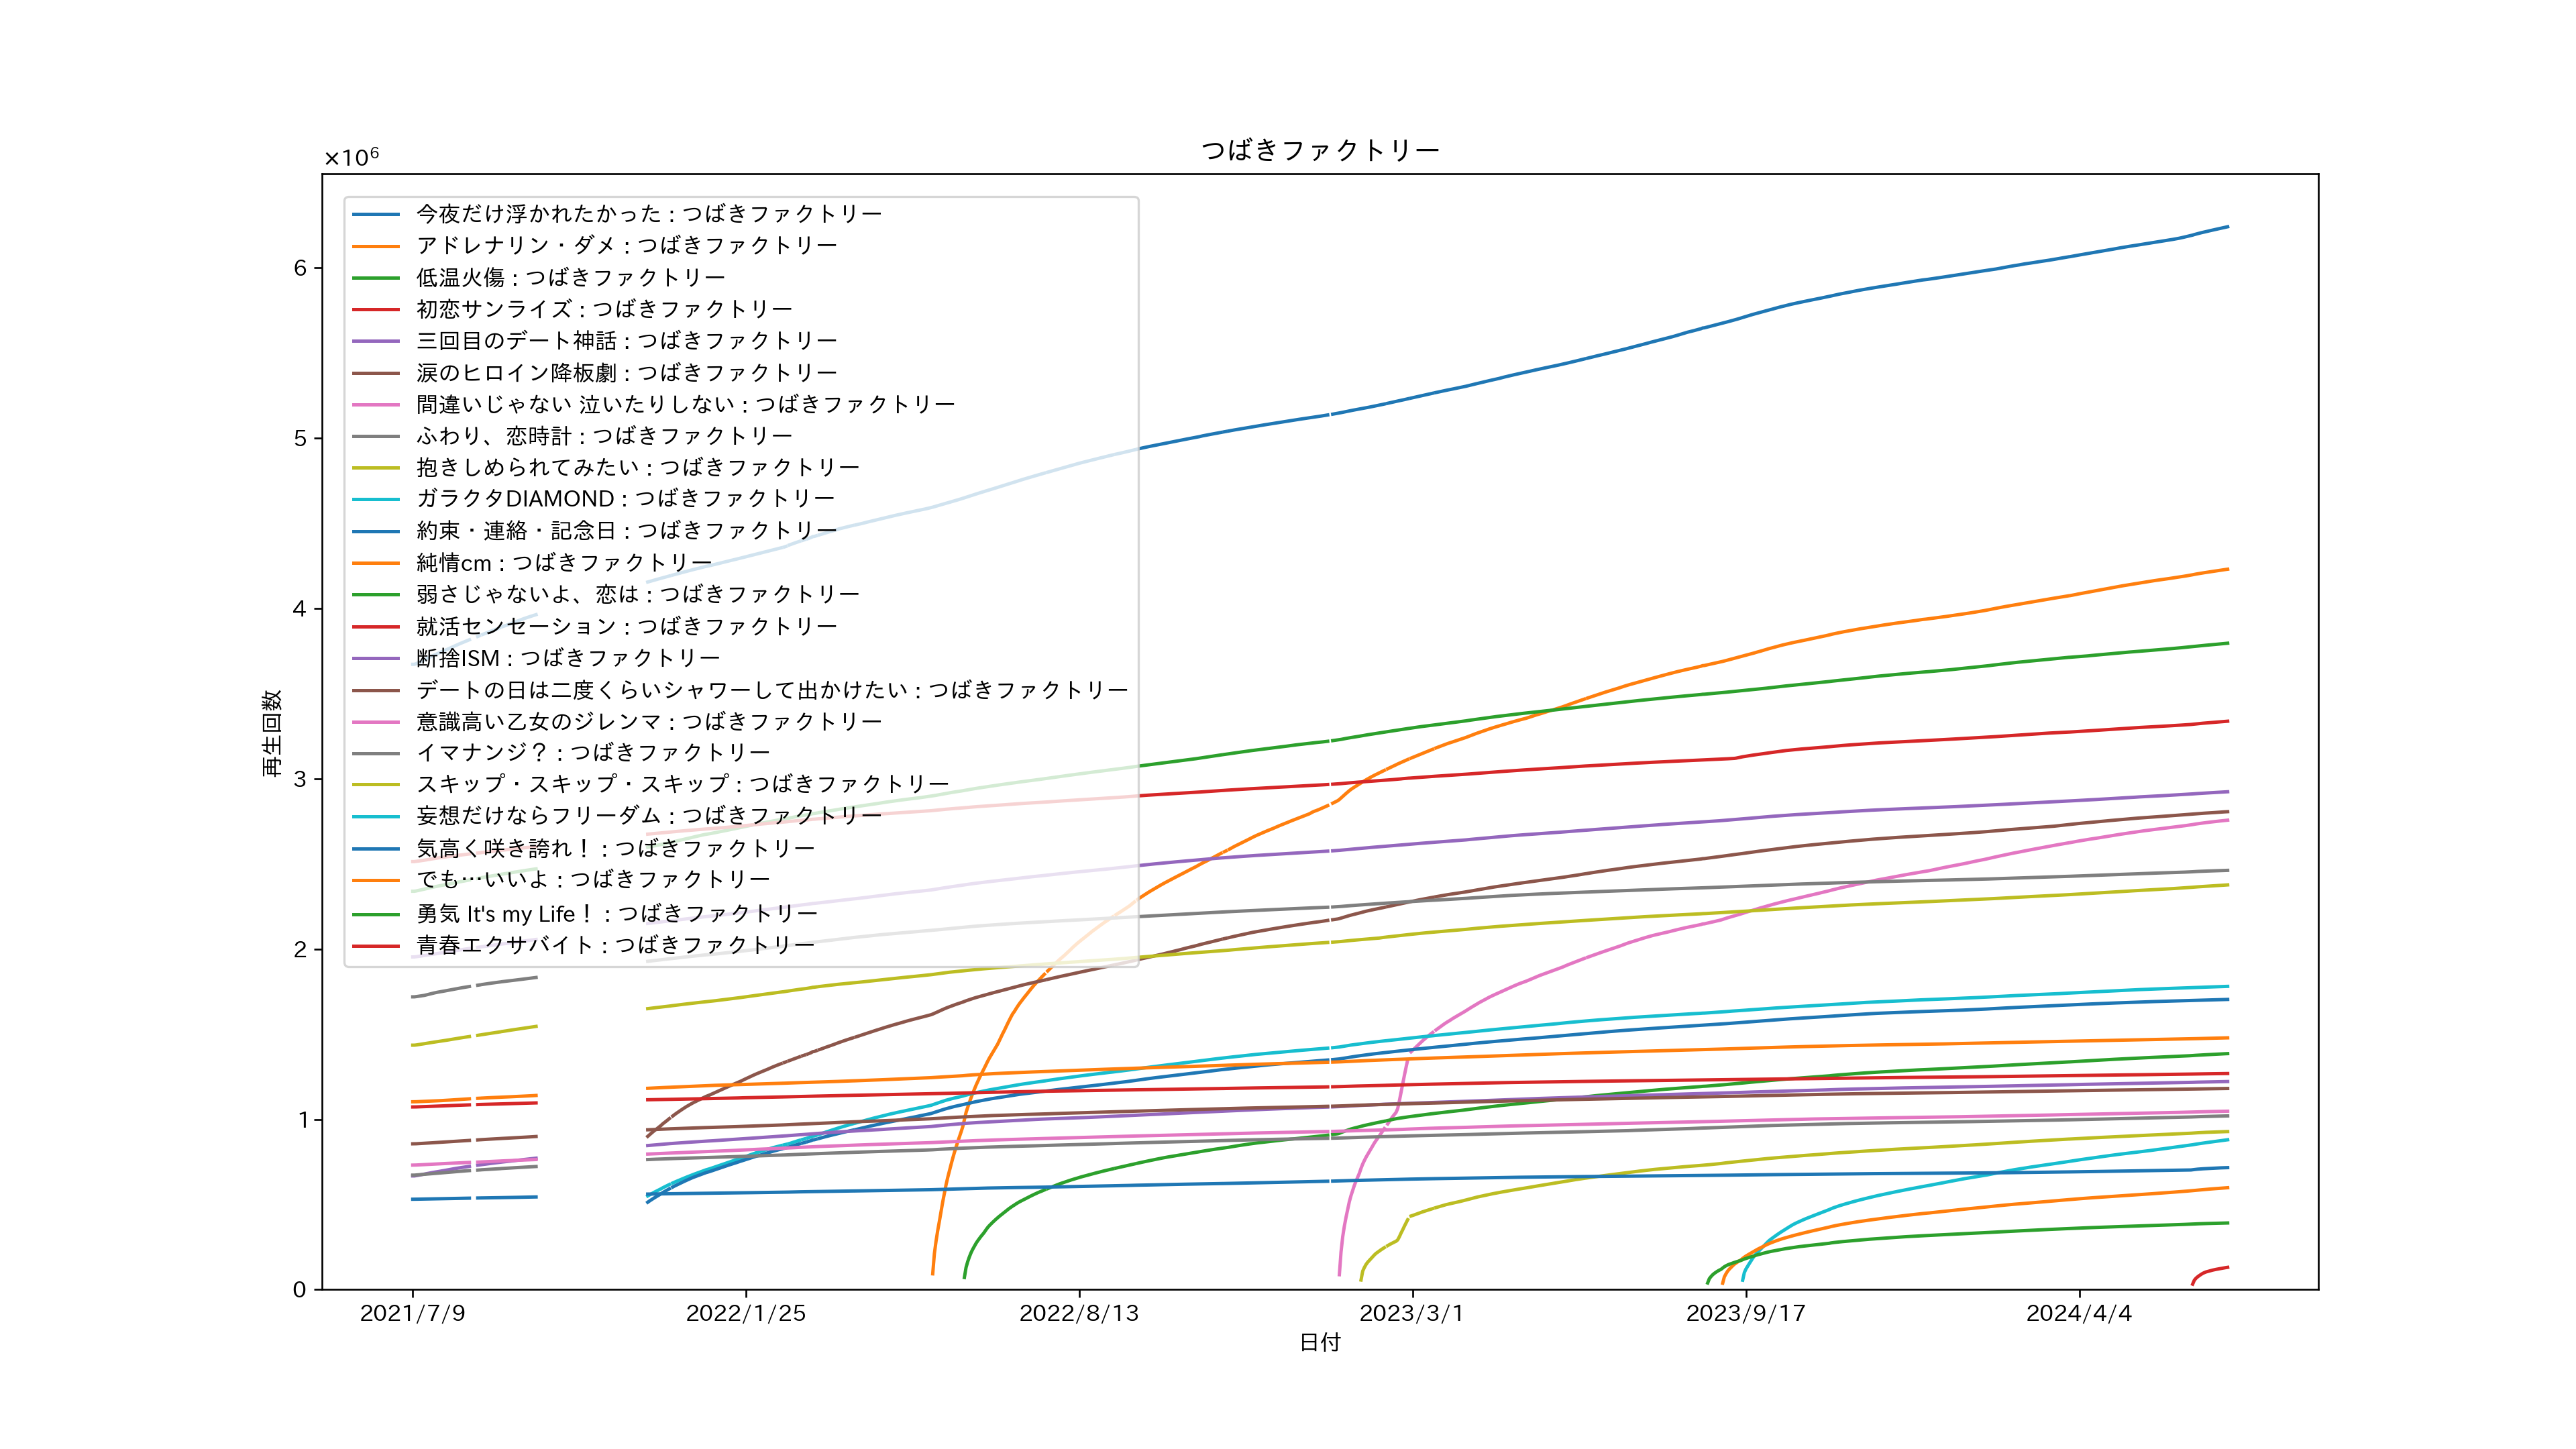 つばきファクトリー
×10⁶
今夜だけ浮かれたかった : つばきファクトリー
アドレナリン・ダメ : つばきファクトリー
低温火傷 : つばきファクトリー
初恋サンライズ : つばきファクトリー
三回目のデート神話 : つばきファクトリー
涙のヒロイン降板劇 : つばきファクトリー
間違いじゃない 泣いたりしない : つばきファクトリー
ふわり、恋時計 : つばきファクトリー
抱きしめられてみたい : つばきファクトリー
ガラクタDIAMOND : つばきファクトリー
約束・連絡・記念日 : つばきファクトリー
純情cm : つばきファクトリー
弱さじゃないよ、恋は : つばきファクトリー
就活センセーション : つばきファクトリー
断捨ISM : つばきファクトリー
デートの日は二度くらいシャワーして出かけたい : つばきファクトリー
意識高い乙女のジレンマ : つばきファクトリー
イマナンジ？ : つばきファクトリー
スキップ・スキップ・スキップ : つばきファクトリー
妄想だけならフリーダム : つばきファクトリー
気高く咲き誇れ！ : つばきファクトリー
でも…いいよ : つばきファクトリー
勇気 It's my Life！ : つばきファクトリー
青春エクサバイト : つばきファクトリー
6
5
4
3
2
1
0
再生回数
2021/7/9
2022/1/25
2022/8/13
2023/3/1
2023/9/17
2024/4/4
日付